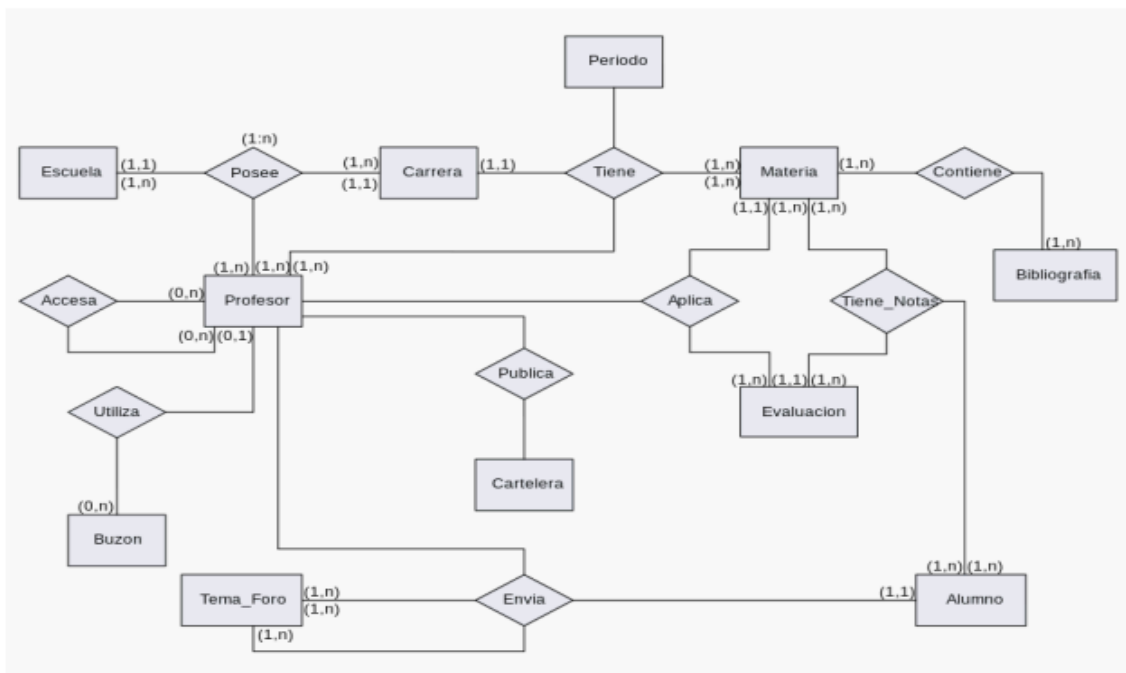 Periodo
(1:n)
Escuela
(1,1)
(1,n)
Posee
(1,n)
(1,1)
Carrera
(1,1)
Tiene
(1,n)
(1,n)
Materia
(1,n)
Contiene
(1,1)
(1,n)
(1,n)
(1,n)
Bibliografia
(1,n)
(1,n)
(1,n)
Accesa
(0,n)
Profesor
Aplica
Tiene_Notas
(0,n)
(0,1)
Publica
(1,n)
(1,1)
(1,n)
Utiliza
Evaluacion
Cartelera
(0,n)
Buzon
(1,n)
(1,n)
Tema_Foro
(1,n)
(1,n)
Envia
(1,1)
Alumno
(1,n)